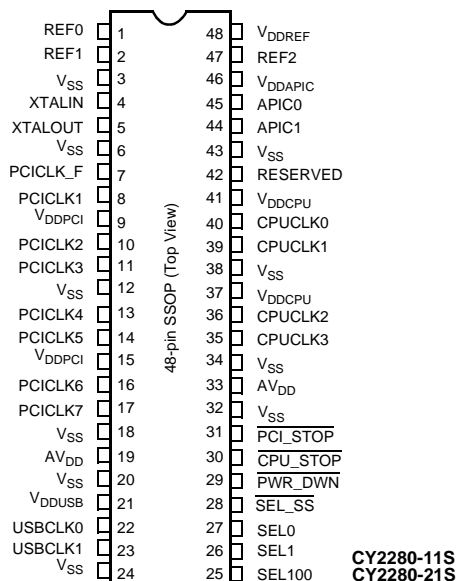 REF0 1 48 VDDREF
REF1 2 47 REF2
VSS 3 46 VDDAPIC
XTALIN 4 45 APIC0
XTALOUT 5 44 APIC1
VSS 6 43 VSS
PCICLK_F 7 42 RESERVED
PCICLK1 8 41 VDDCPU
VDDPCI 9 40 CPUCLK0
PCICLK2 10 39 CPUCLK1
PCICLK3 11 38 VSS
VSS 12 37 VDDCPU
PCICLK4 13 36 CPUCLK2
PCICLK5 14 35 CPUCLK3
VDDPCI 15 34 VSS
PCICLK6 16 33 AVDD
PCICLK7 17 32 VSS
VSS 18 31 PCI_STOP
AVDD 19 30 CPU_STOP
VSS 20 29 PWR_DWN
VDDUSB 21 28 SEL_SS
USBCLK0 22 27 SEL0
USBCLK1 23 26 SEL1
VSS 24 25 SEL100
48-pin SSOP (Top View)
CY2280-11S
CY2280-21S